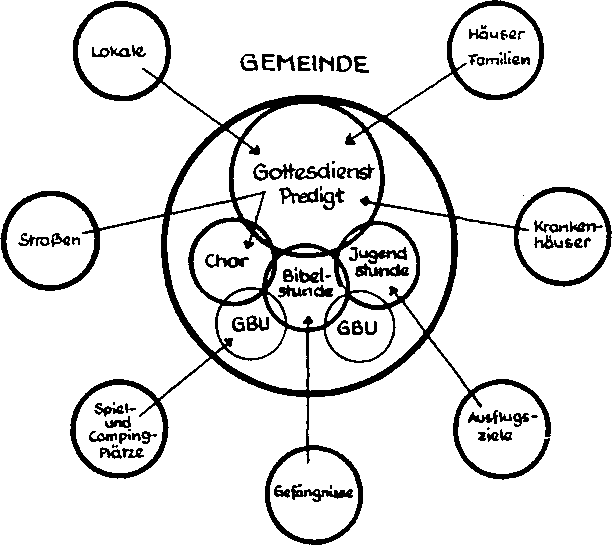 Lokale
Häuser
Familien
GEMEINDE
Gottesdienst
Predigt
Straßen
Kranken-
häuser
Chor
Bibel-
stunde
Jugend
stunde
GBU
GBU
Spiel-
und
Camping-
Plätze
Ausflugs-
ziele
Gefängnisse